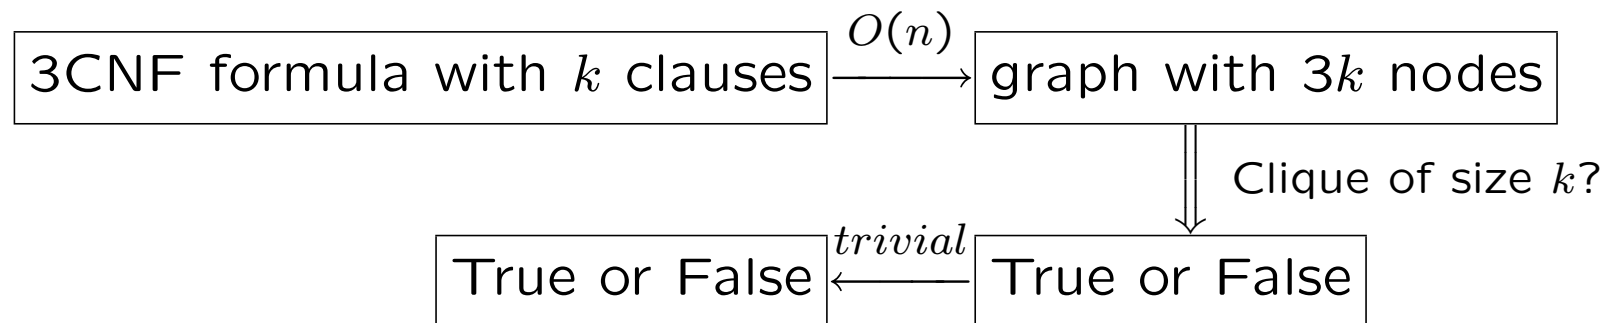 O(n)
3CNF formula with k clauses
graph with 3k nodes
Clique of size k?
trivial
True or False
True or False